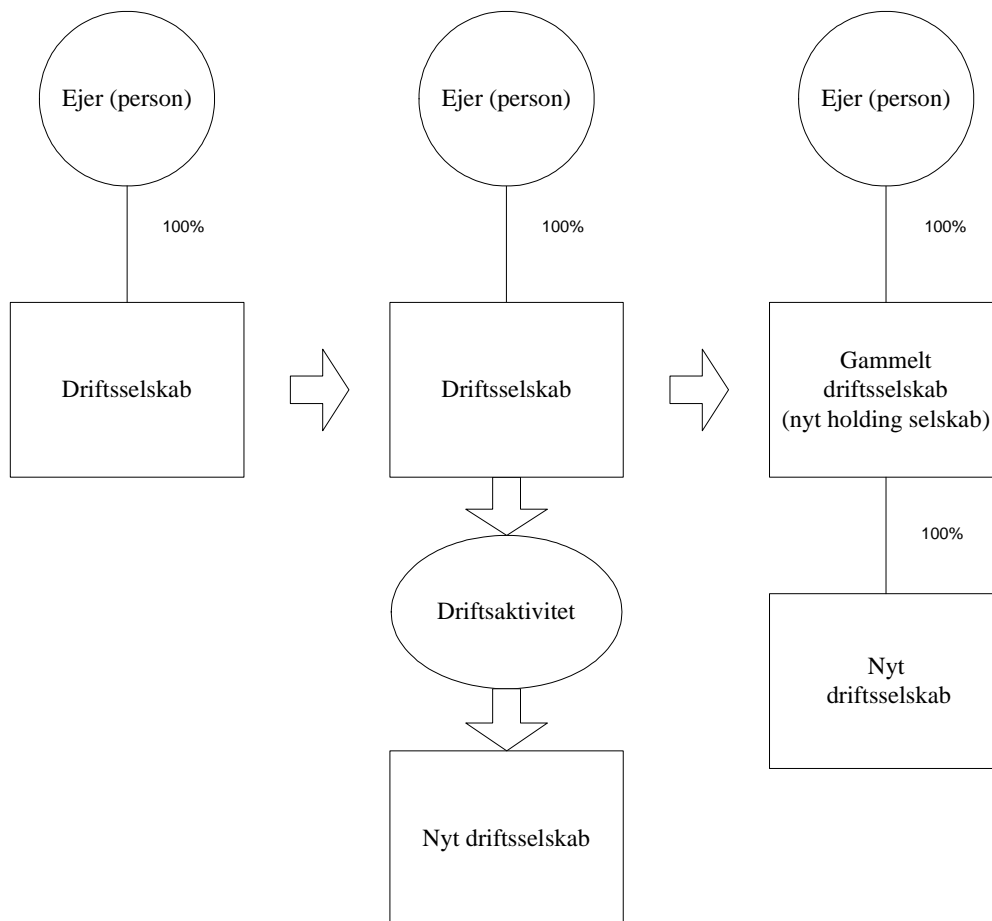 Ejer (person)
Ejer (person)
Ejer (person)
100%
100%
100%
Driftsselskab
Driftsselskab
Gammelt
driftsselskab
(nyt holding selskab)
100%
Driftsaktivitet
Nyt
driftsselskab
Nyt driftsselskab